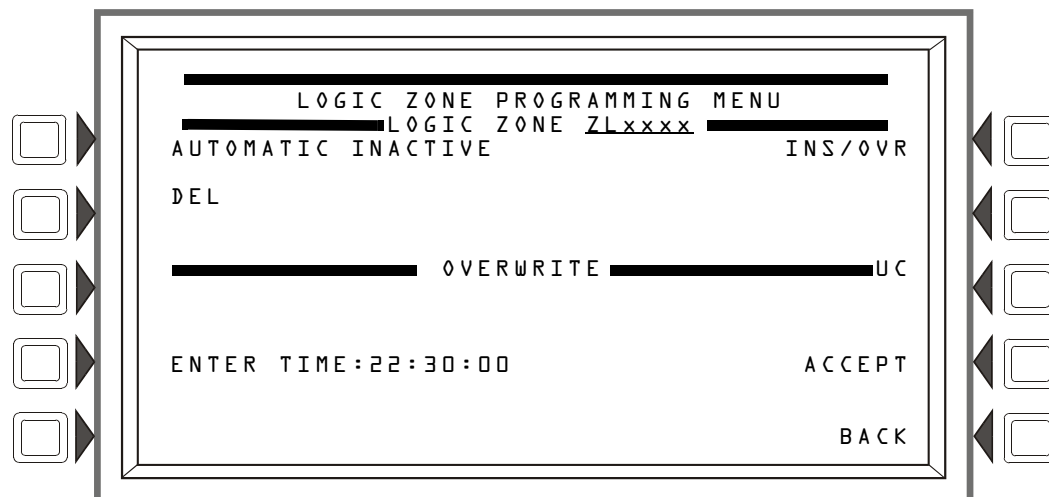 LOGIC ZONE PROGRAMMING MENU
LOGIC ZONE ZLxxxx
AUTOMATIC INACTIVE INS/OVR
DEL
OVERWRITE UC
ENTER TIME:22:30:00 ACCEPT
BACK